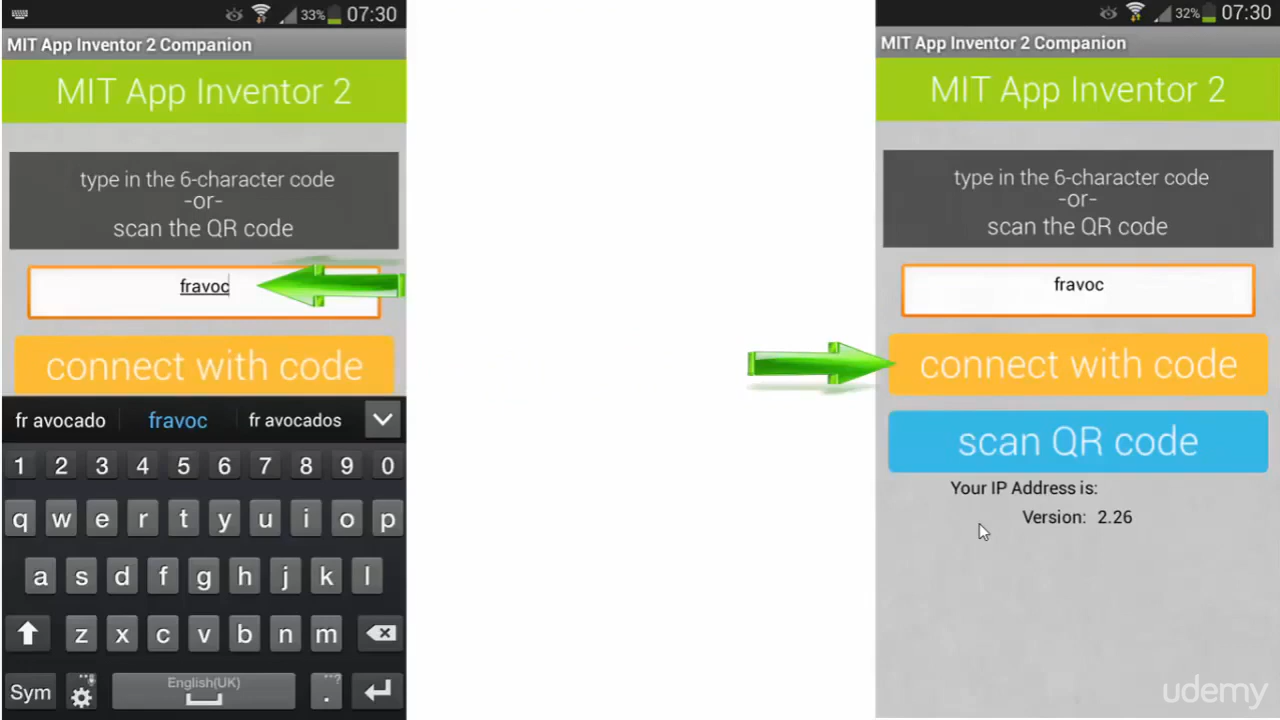 33% 07:30
MIT App Inventor 2 Companion
MIT App Inventor 2
type in the 6-character code
-or-
scan the QR code
fravoc
connect with code
fr avocado fravoc fr avocados
1 2 3 4 5 6 7 8 9 0
q w e r t y u i o p
a s d f g h j k l
z x c v b n m
Sym English(UK) . ..?
32% 07:30
MIT App Inventor 2 Companion
MIT App Inventor 2
type in the 6-character code
-or-
scan the QR code
fravoc
connect with code
scan QR code
Your IP Address is:
Version: 2.26
udemy